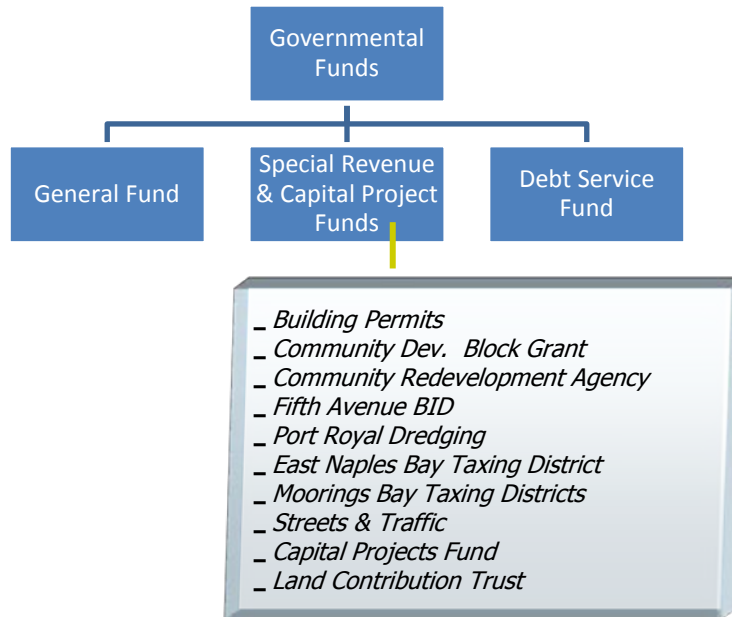 Governmental
Funds
General Fund
Special Revenue
& Capital Project
Funds
Debt Service
Fund
_ Building Permits
_ Community Dev. Block Grant
_ Community Redevelopment Agency
_ Fifth Avenue BID
_ Port Royal Dredging
_ East Naples Bay Taxing District
_ Moorings Bay Taxing Districts
_ Streets & Traffic
_ Capital Projects Fund
_ Land Contribution Trust